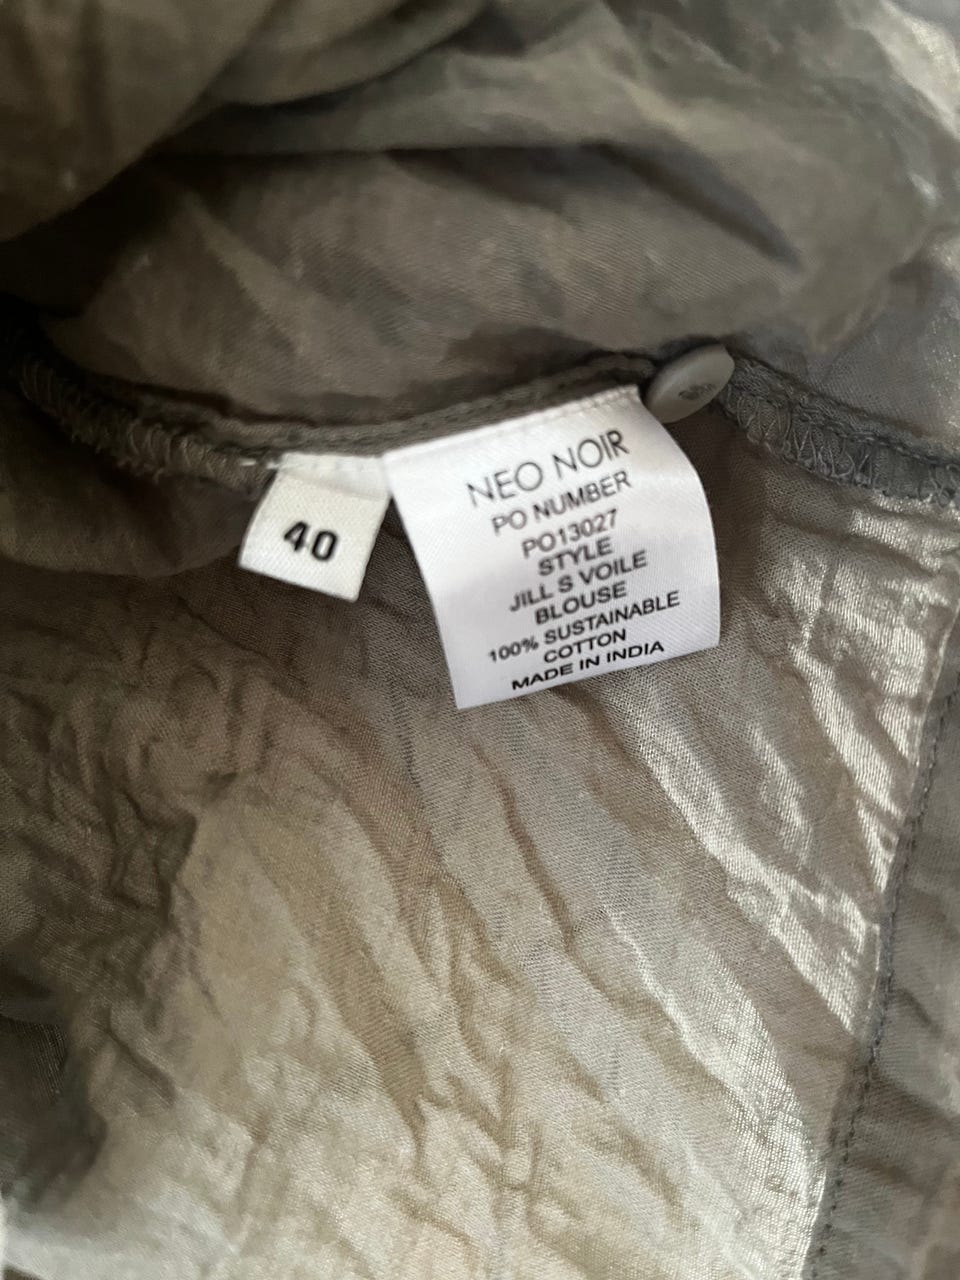 40
NEO NOIR
PO NUMBER
PO13027
STYLE
JILL S VOILE
BLOUSE
100% SUSTAINABLE
COTTON
MADE IN INDIA